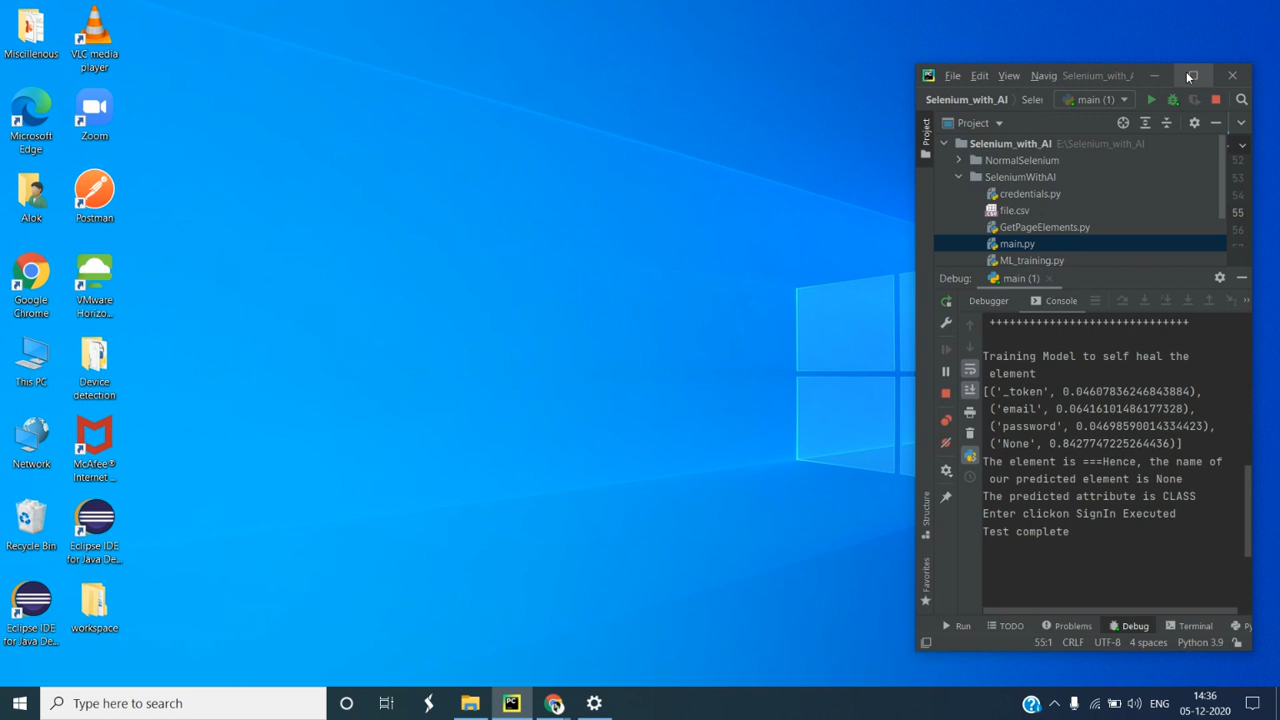 Miscillenous
VLC media
player
Microsoft
Edge
Zoom
Alok
Postman
Google
Chrome
VMware
Horizo...
This PC
Device
detection
Network
McAfee®
Internet ...
Recycle Bin
Eclipse IDE
for Java De...
Eclipse IDE
for Java De...
workspace
File Edit View Navig Selenium_with_A
Selenium_with_AI Sele main (1)
Project
Project
Selenium_with_AI E:\Selenium_with_AI
NormalSelenium 52
SeleniumWithAI 53
credentials.py 54
file.csv 55
GetPageElements.py 56
main.py
ML_training.py
Debug: main (1)
Debugger Console
++++++++++++++++++++++++++++++
Training Model to self heal the
element
[('_token', 0.04607836246843884),
('email', 0.06416101486177328),
('password', 0.04698590014334423),
('None', 0.8427747225264436)]
The element is ===Hence, the name of
our predicted element is None
The predicted attribute is CLASS
Enter clickon SignIn Executed
Test complete
Structure
Favorites
Run TODO Problems Debug Terminal Py
55:1 CRLF UTF-8 4 spaces Python 3.9
Type here to search
ENG
14:36
05-12-2020